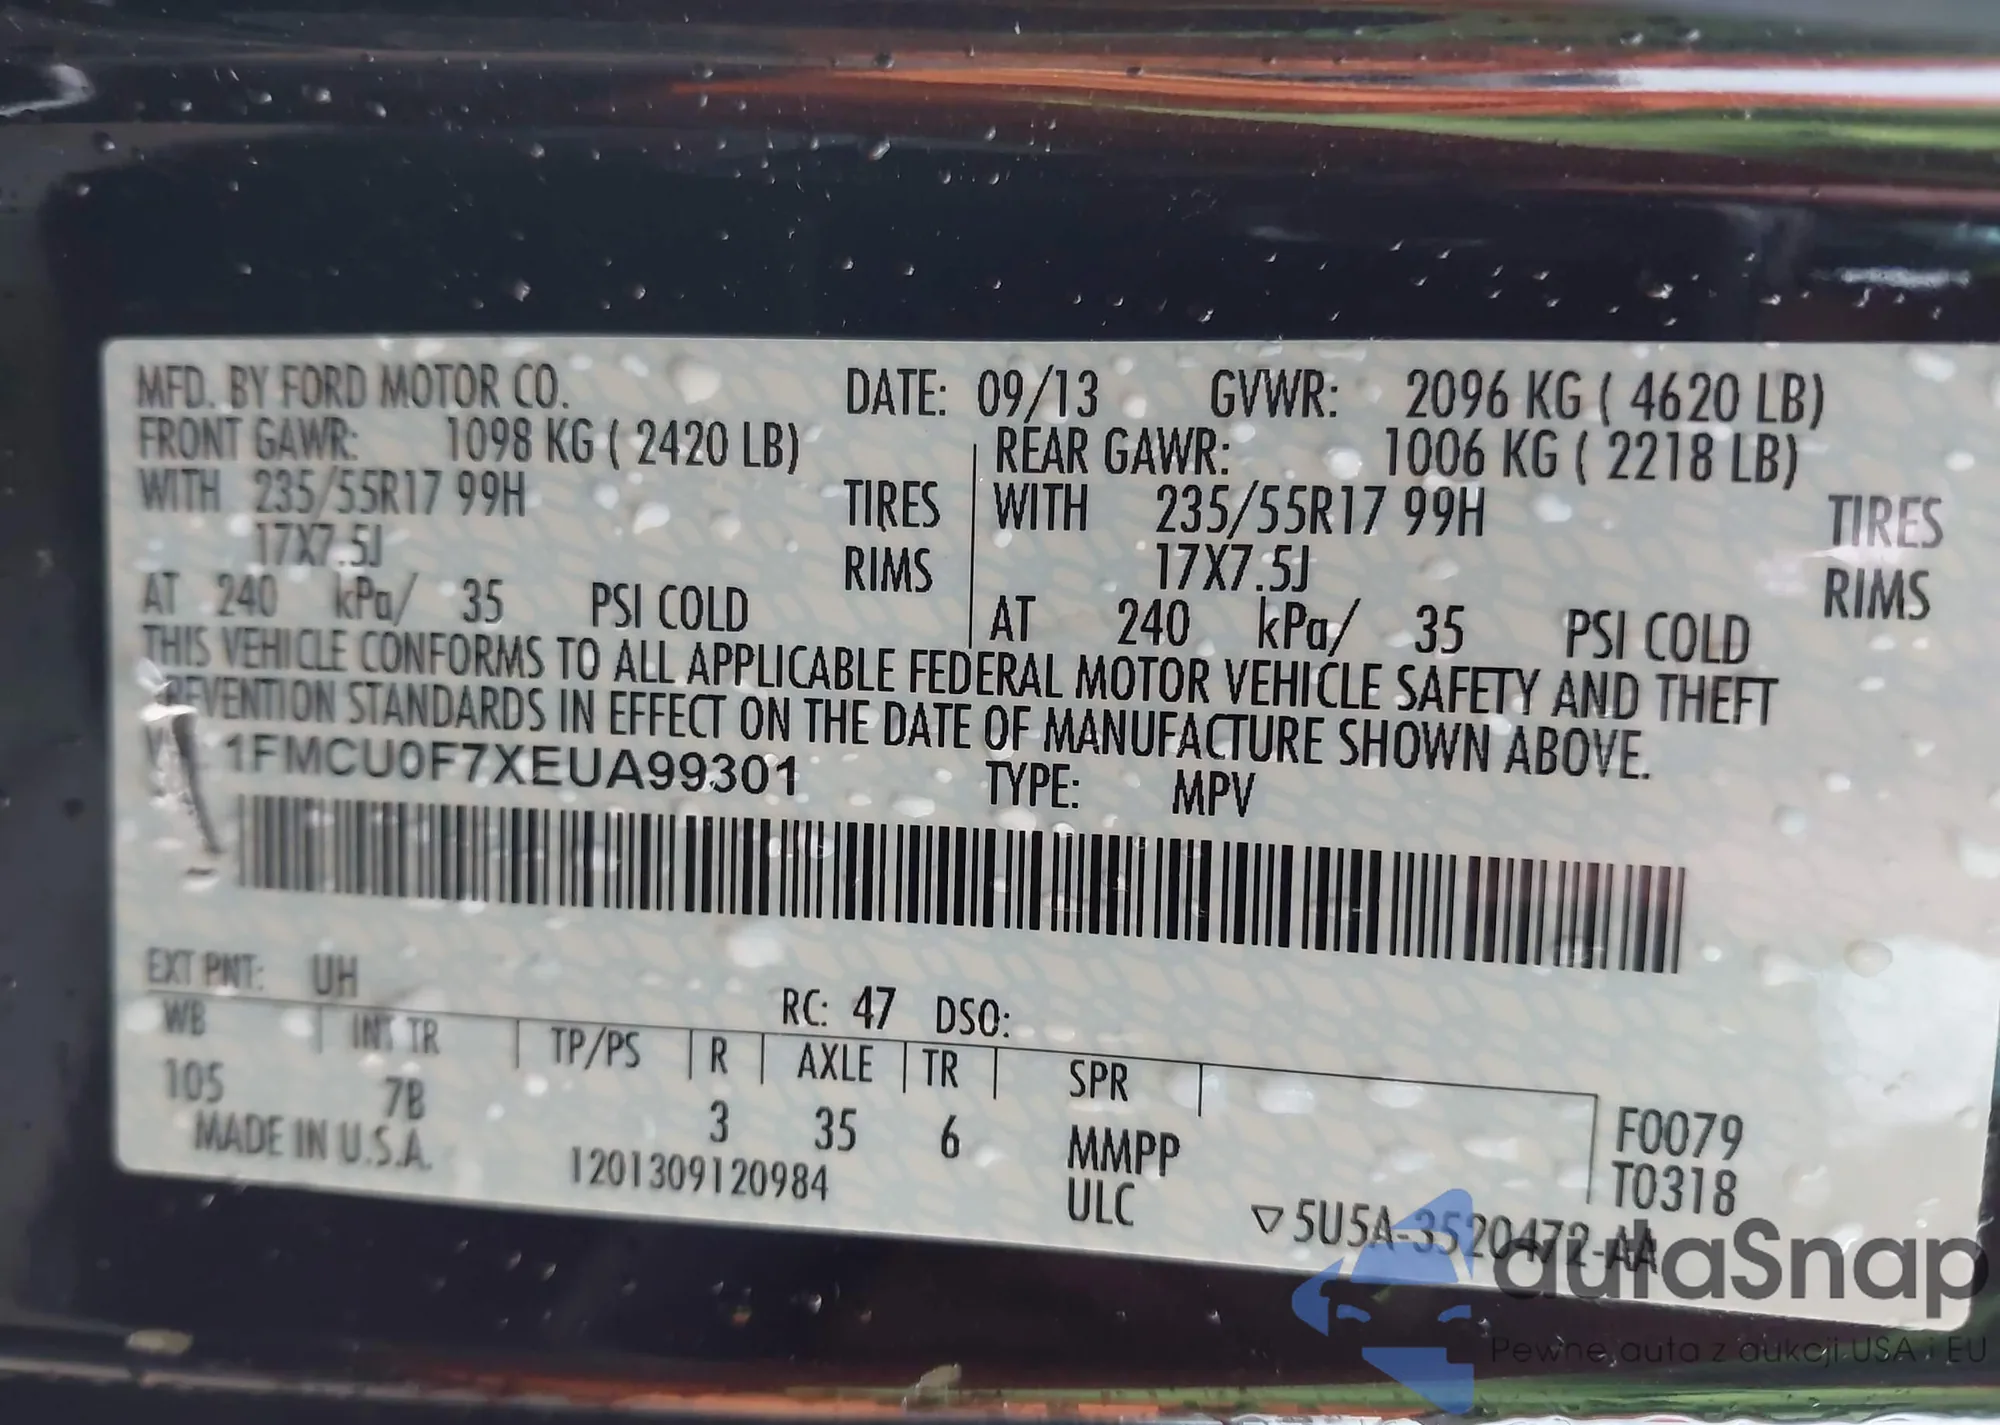 MFD. BY FORD MOTOR CO. DATE: 09/13 GVWR: 2096 KG ( 4620 LB)
FRONT GAWR: 1098 KG ( 2420 LB) REAR GAWR: 1006 KG ( 2218 LB)
WITH 235/55R17 99H TIRES WITH 235/55R17 99H TIRES
17X7.5J RIMS 17X7.5J RIMS
AT 240 kPa/ 35 PSI COLD AT 240 kPa/ 35 PSI COLD
THIS VEHICLE CONFORMS TO ALL APPLICABLE FEDERAL MOTOR VEHICLE SAFETY AND THEFT
PREVENTION STANDARDS IN EFFECT ON THE DATE OF MANUFACTURE SHOWN ABOVE.
1FMCU0F7XEUA99301 TYPE: MPV
EXT PNT: UH RC: 47 DSO:
WB INT TR TP/PS R AXLE TR SPR
105 7B 3 35 6 MMPP F0079
MADE IN U.S.A. 1201309120984 ULC T0318
▽5U5A-3520472-AA
autaSnap
Pewne auta z aukcji USA i EU